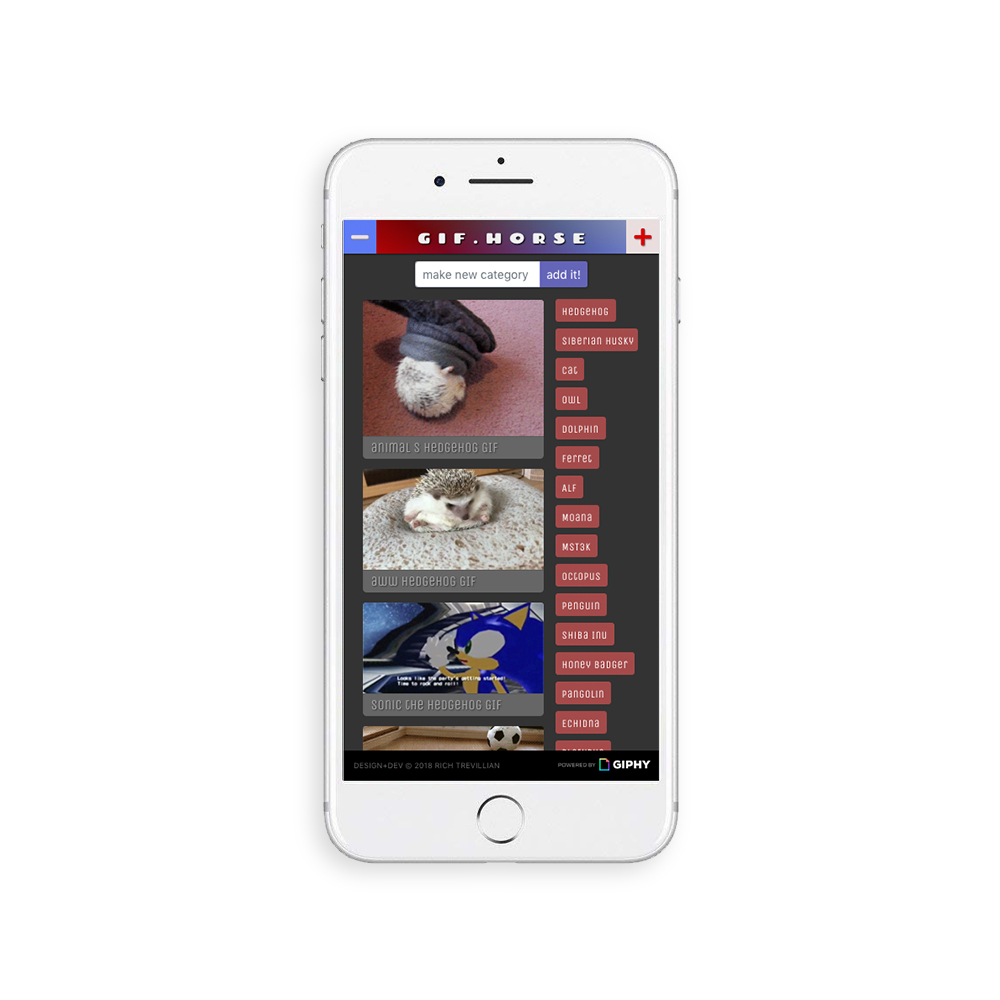 GIF.HORSE
make new category add it!
animal s Hedgehog GIF
aww Hedgehog GIF
Looks like the party's getting started!
Time to rock and roll!
sonic the Hedgehog GIF
Hedgehog
Siberian Husky
Cat
Owl
Dolphin
Ferret
ALF
Moana
MST3K
Octopus
Penguin
Shiba Inu
Honey Badger
Pangolin
Echidna
DESIGN+DEV © 2018 RICH TREVILLIAN
POWERED BY GIPHY